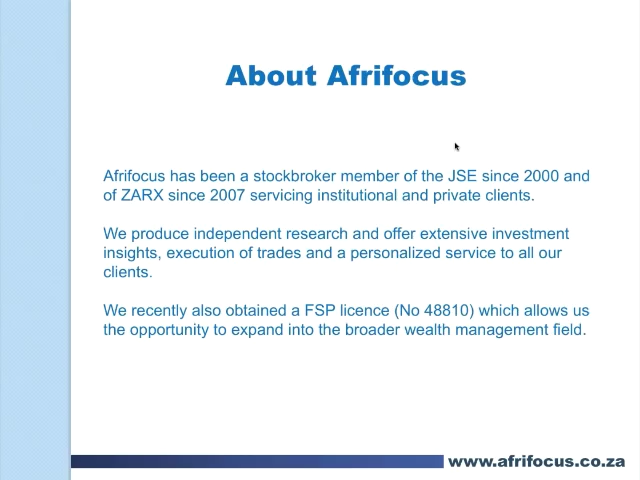 About Afrifocus
Afrifocus has been a stockbroker member of the JSE since 2000 and
of ZARX since 2007 servicing institutional and private clients.
We produce independent research and offer extensive investment
insights, execution of trades and a personalized service to all our
clients.
We recently also obtained a FSP licence (No 48810) which allows us
the opportunity to expand into the broader wealth management field.
www.afrifocus.co.za